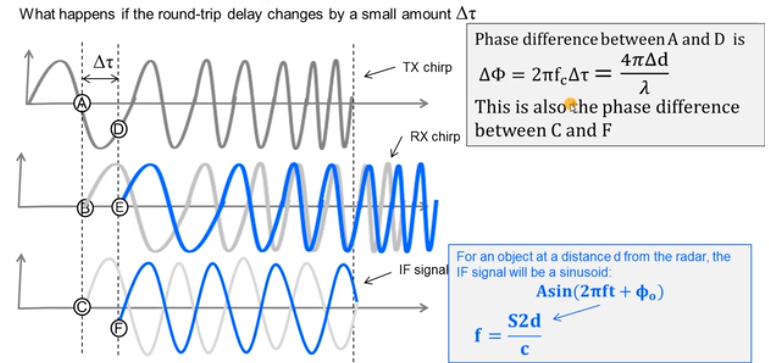 What happens if the round-trip delay changes by a small amount Δτ
Δτ
A
D
TX chirp
Phase difference between A and D is
ΔΦ = 2πf_cΔτ = 4πΔd / λ
This is also the phase difference
between C and F
RX chirp
B
E
IF signal
C
F
For an object at a distance d from the radar, the
IF signal will be a sinusoid:
Asin(2πft + ϕ_o)
f = S2d / c